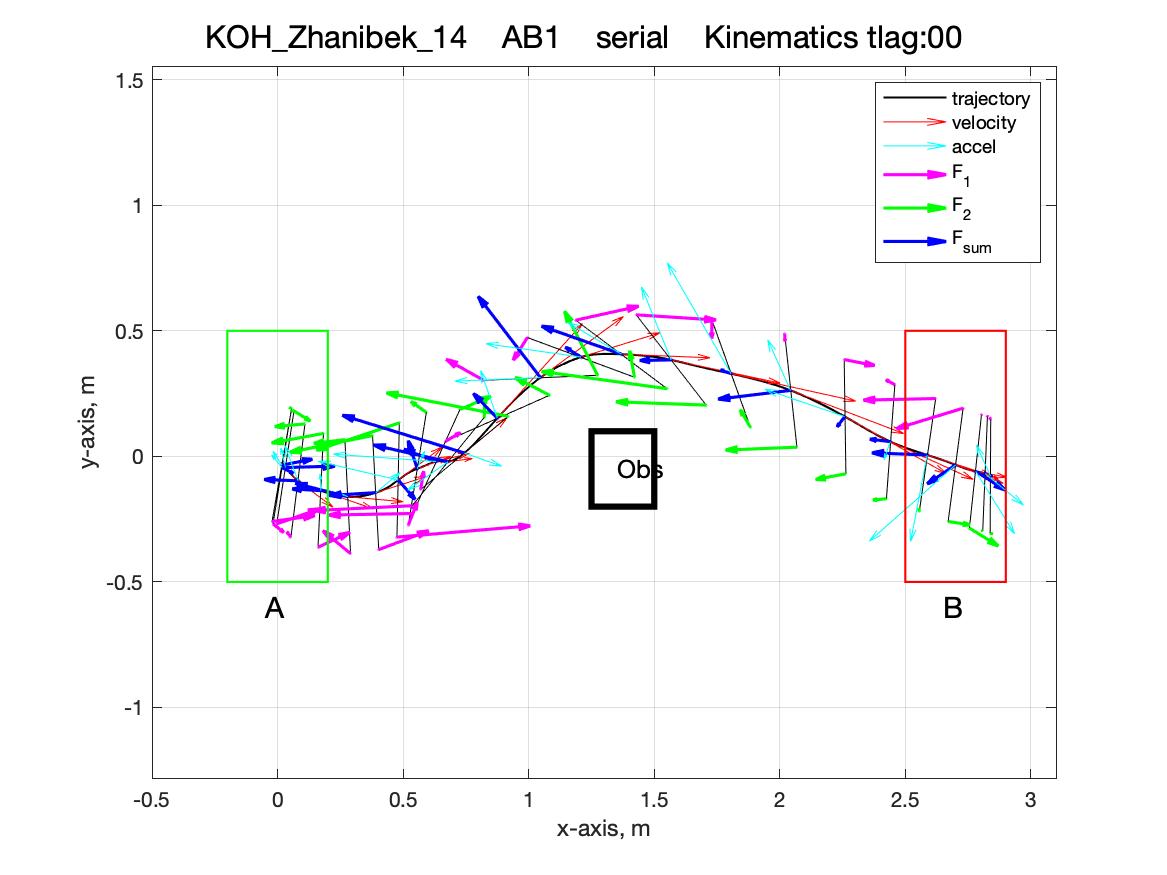 KOH_Zhanibek_14 AB1 serial Kinematics tlag:00
trajectory
velocity
accel
F1
F2
Fsum
1.5
1
0.5
0
-0.5
-1
y-axis, m
Obs
A
B
-0.5 0 0.5 1 1.5 2 2.5 3
x-axis, m